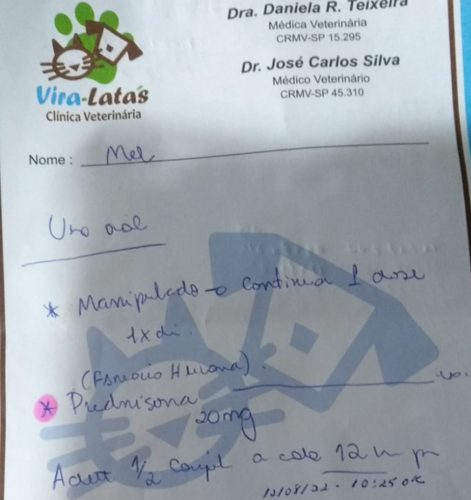 Dra. Daniela R. Teixeira
Médica Veterinária
CRMV-SP 15.295
Dr. José Carlos Silva
Médico Veterinário
CRMV-SP 45.310
Vira-Latas
Clínica Veterinária
Nome : Mel
Uso oral
* Manipulado → continua 1 dose
1x di.
(Farmácia Humana)
* Prednisona
20mg
1/2 a cada 12 h
12/08/22 - 10:25